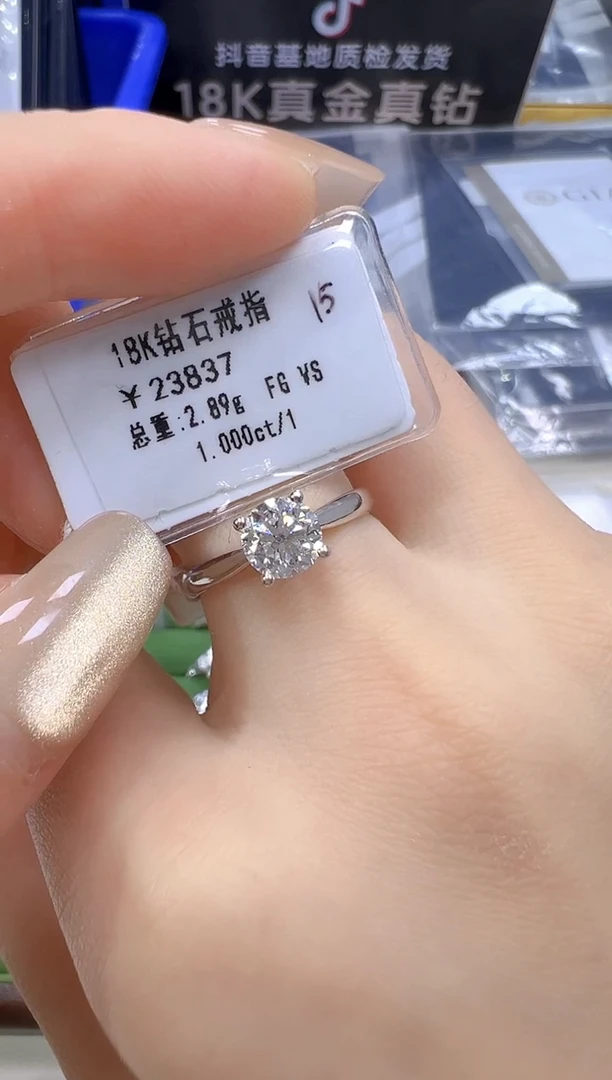 抖音基地质检发货
18K真金真钻
GIA
18K钻石戒指 15
￥23837
总重:2.89g FG VS
1.000ct/1